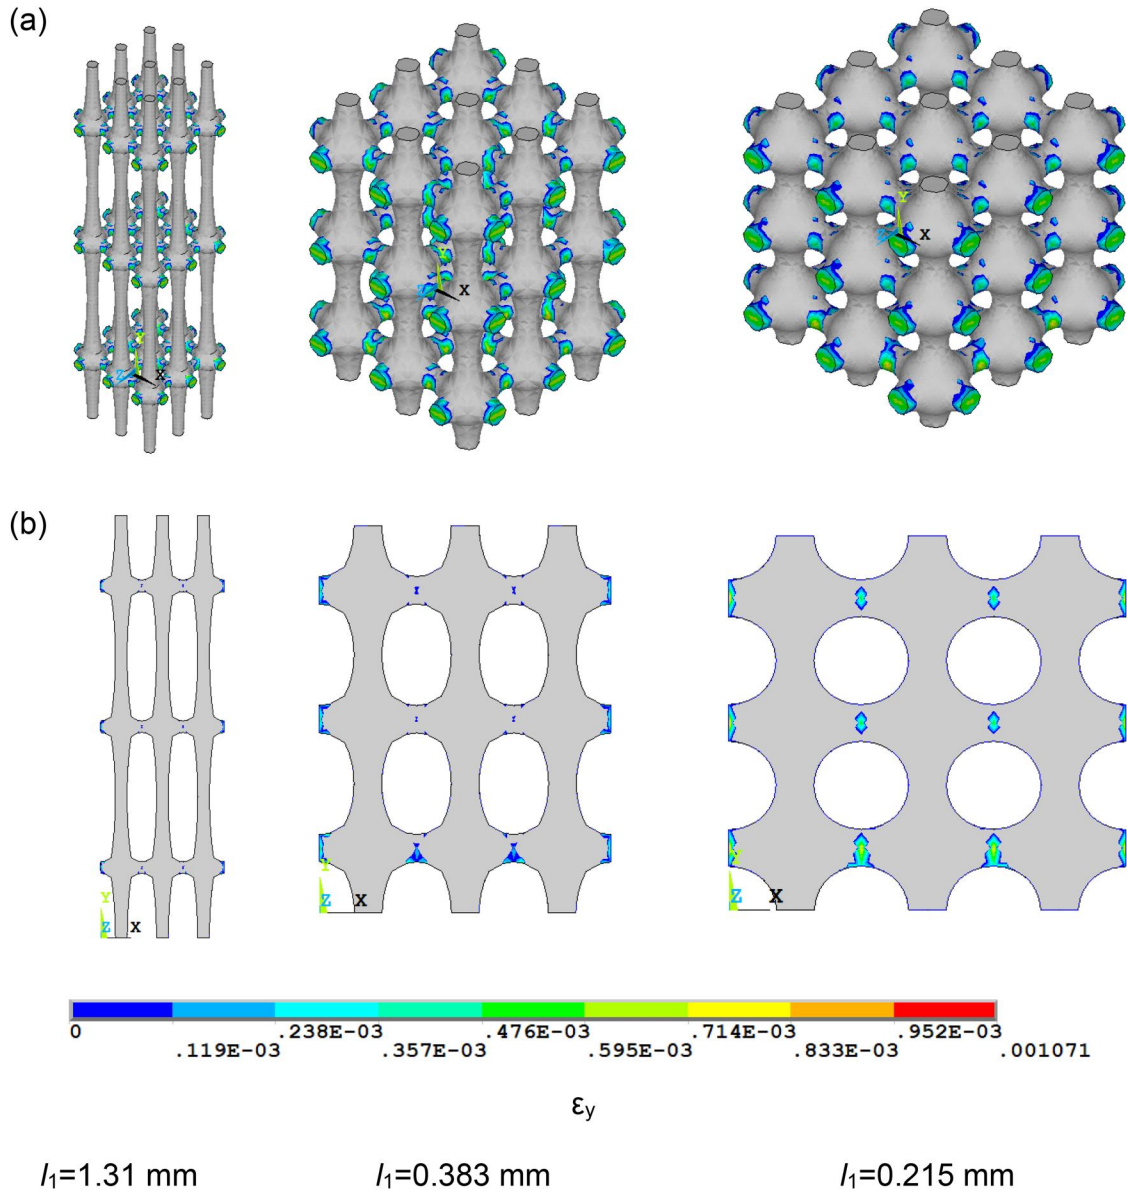 (a)
Y
Z X
Y
Z X
Y
Z X
(b)
Y
Z X
Y
Z X
Y
Z X
0 .238E-03 .476E-03 .714E-03 .952E-03
.119E-03 .357E-03 .595E-03 .833E-03 .001071
εy
l1=1.31 mm l1=0.383 mm l1=0.215 mm